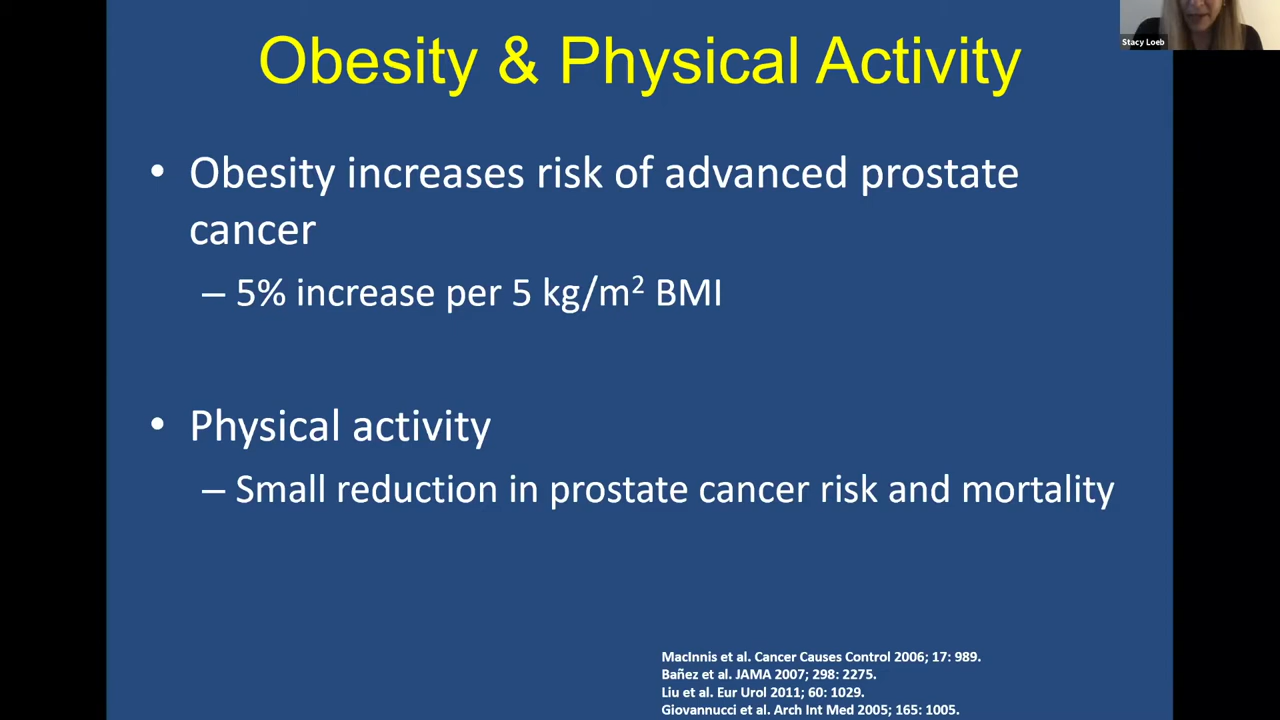 Stacy Loeb
Obesity & Physical Activity
• Obesity increases risk of advanced prostate
cancer
– 5% increase per 5 kg/m² BMI
• Physical activity
– Small reduction in prostate cancer risk and mortality
MacInnis et al. Cancer Causes Control 2006; 17: 989.
Bañez et al. JAMA 2007; 298: 2275.
Liu et al. Eur Urol 2011; 60: 1029.
Giovannucci et al. Arch Int Med 2005; 165: 1005.